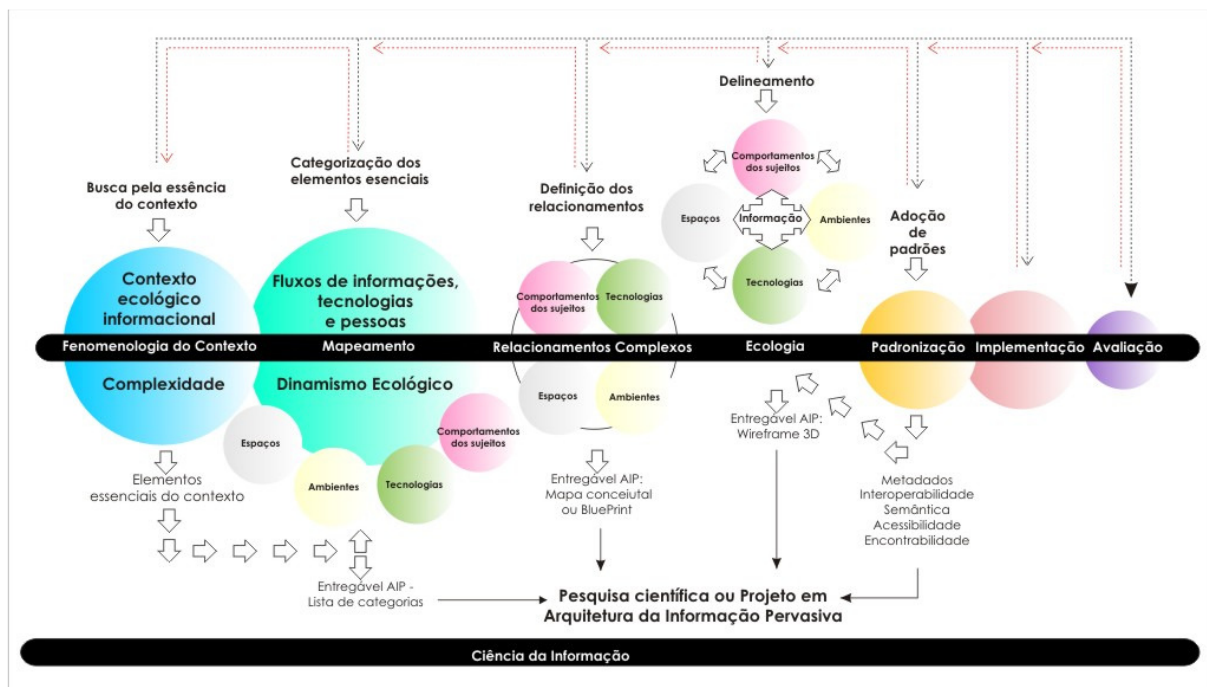 Delineamento
Comportamentos
dos sujeitos
Espaços
Informação
Ambientes
Tecnologias
Busca pela essência
do contexto
Categorização dos
elementos esenciais
Definição dos
relacionamentos
Adoção
de
padrões
Contexto
ecológico
informacional
Fluxos de informações,
tecnologias
e pessoas
Comportamentos
dos sujeitos
Tecnologias
Fenomenologia do Contexto
Mapeamento
Relacionamentos Complexos
Ecologia
Padronização
Implementação
Avaliação
Complexidade
Dinamismo Ecológico
Espaços
Ambientes
Espaços
Ambientes
Tecnologias
Comportamentos
dos sujeitos
Elementos
essenciais do contexto
Entregável AIP:
Mapa conceiutal
ou BluePrint
Entregável AIP:
Wireframe 3D
Metadados
Interoperabilidade
Semântica
Acessibilidade
Encontrabilidade
Entregável AIP -
Lista de categorias
Pesquisa científica ou Projeto em
Arquitetura da Informação Pervasiva
Ciência da Informação